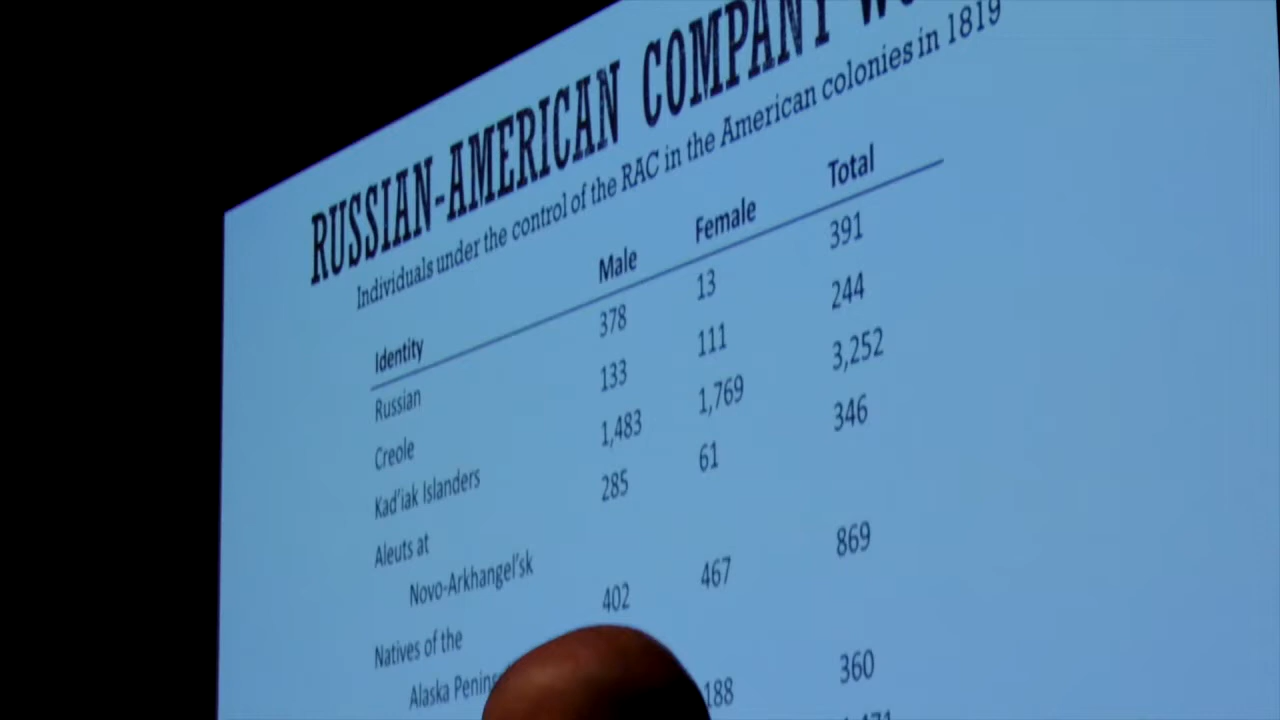 RUSSIAN-AMERICAN COMPANY
Individuals under the control of the RAC in the American colonies in 1819
Identity Male Female Total
Russian 378 13 391
Creole 133 111 244
Kad'iak Islanders 1,483 1,769 3,252
Aleuts at 285 61 346
Novo-Arkhangel'sk
Natives of the 402 467 869
Alaska
188 360